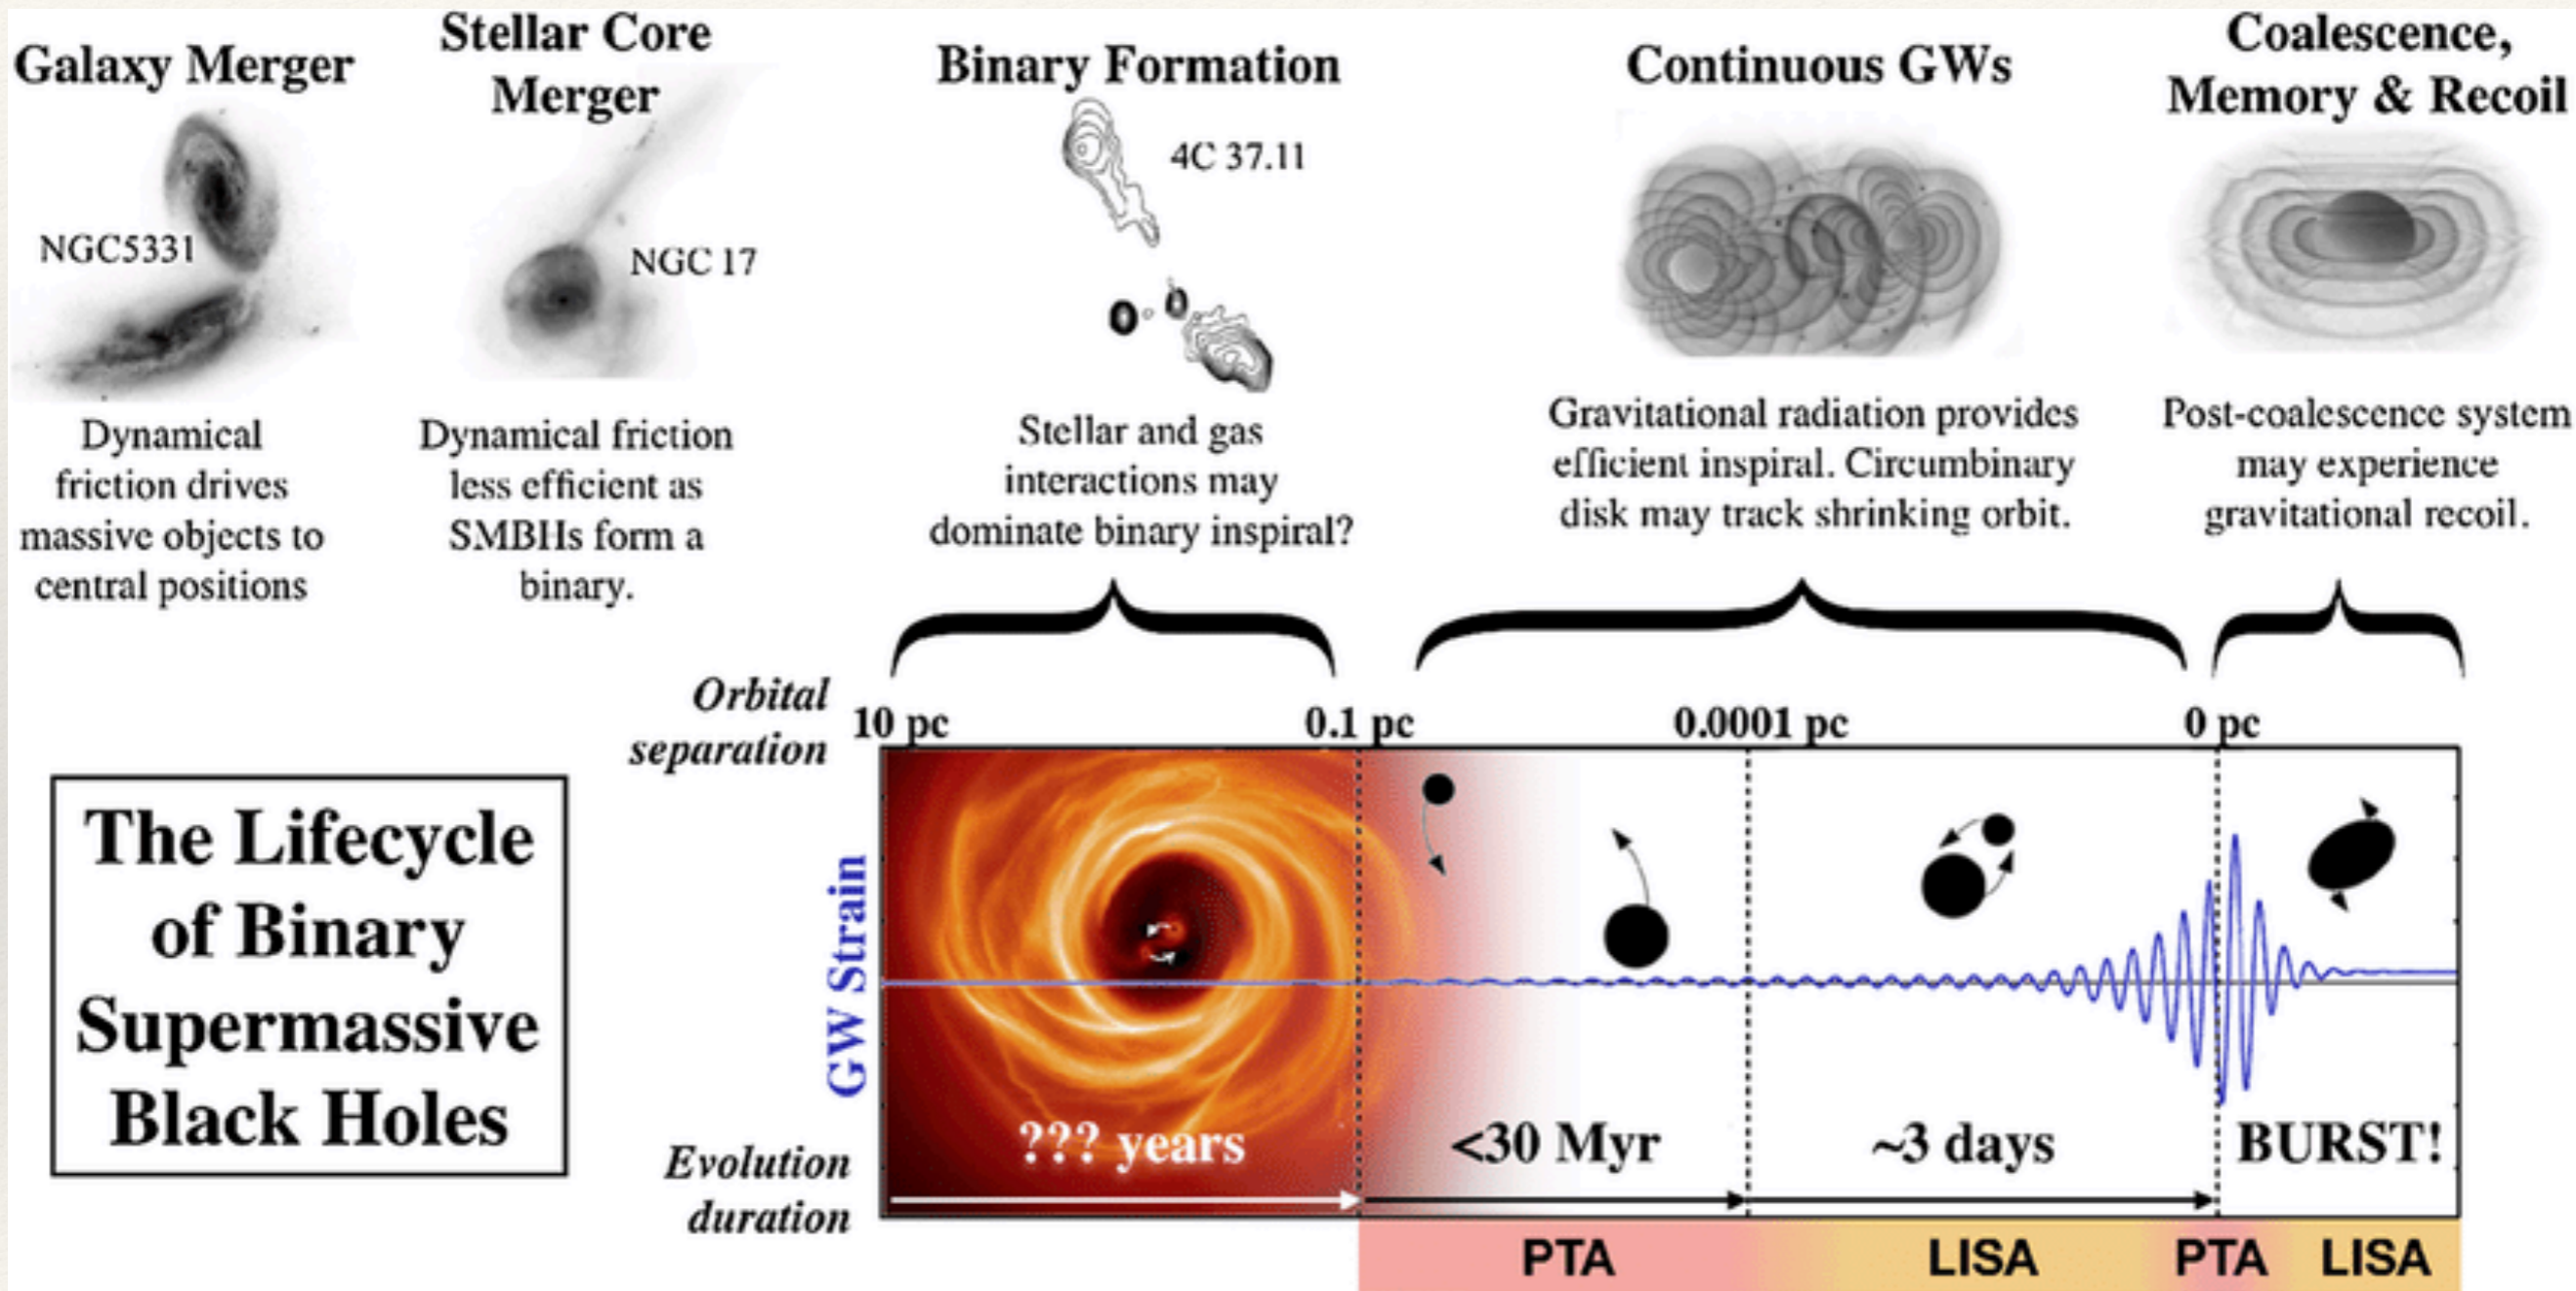 Galaxy Merger
NGC5331
Dynamical
friction drives
massive objects to
central positions
Stellar Core
Merger
NGC 17
Dynamical friction
less efficient as
SMBHs form a
binary.
Binary Formation
4C 37.11
Stellar and gas
interactions may
dominate binary inspiral?
Continuous GWs
Gravitational radiation provides
efficient inspiral. Circumbinary
disk may track shrinking orbit.
Coalescence,
Memory & Recoil
Post-coalescence system
may experience
gravitational recoil.
The Lifecycle
of Binary
Supermassive
Black Holes
Orbital
separation
10 pc
0.1 pc
0.0001 pc
0 pc
GW Strain
Evolution
duration
??? years
<30 Myr
~3 days
BURST!
PTA
LISA
PTA
LISA